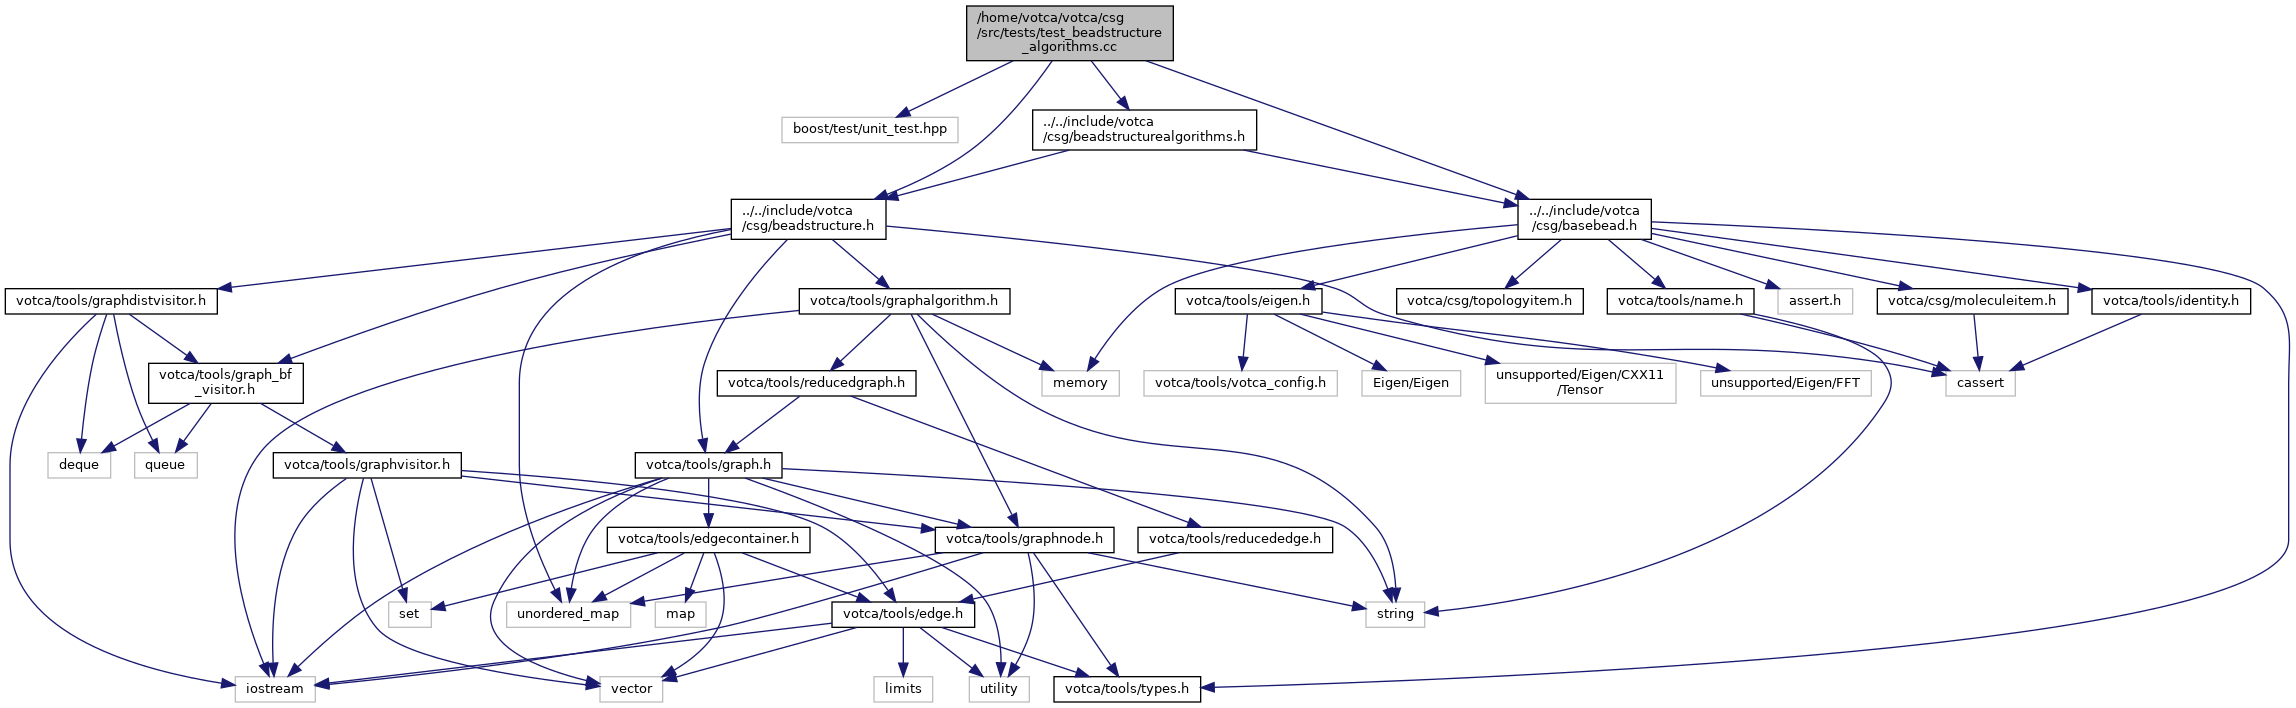 /home/votca/votca/csg
/src/tests/test_beadstructure
_algorithms.cc
boost/test/unit_test.hpp
../../include/votca
/csg/beadstructurealgorithms.h
../../include/votca
/csg/beadstructure.h
../../include/votca
/csg/basebead.h
votca/tools/graphdistvisitor.h
votca/tools/graphalgorithm.h
votca/tools/eigen.h
votca/csg/topologyitem.h
votca/tools/name.h
assert.h
votca/csg/moleculeitem.h
votca/tools/identity.h
votca/tools/graph_bf
_visitor.h
votca/tools/reducedgraph.h
memory
votca/tools/votca_config.h
Eigen/Eigen
unsupported/Eigen/CXX11
/Tensor
unsupported/Eigen/FFT
cassert
deque
queue
votca/tools/graphvisitor.h
votca/tools/graph.h
votca/tools/edgecontainer.h
votca/tools/graphnode.h
votca/tools/reducededge.h
set
unordered_map
map
votca/tools/edge.h
string
iostream
vector
limits
utility
votca/tools/types.h